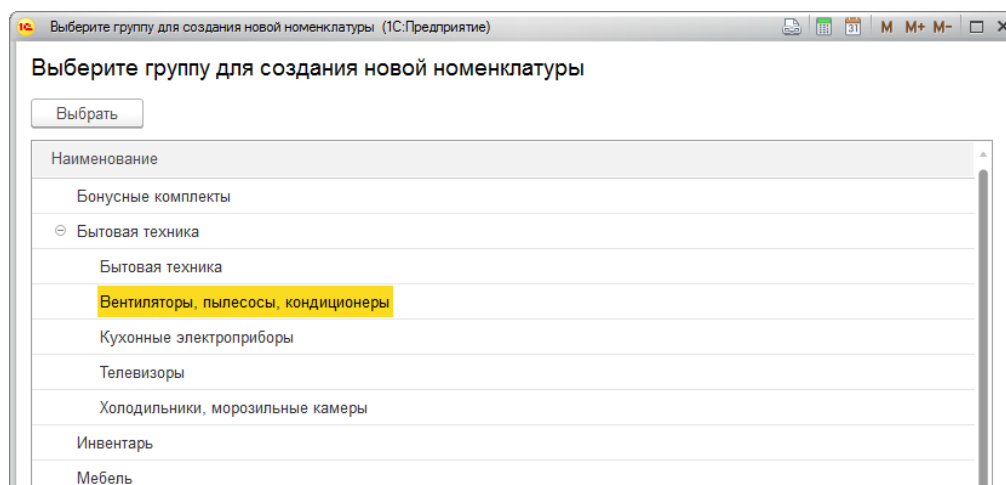 1С Выберите группу для создания новой номенклатуры (1С:Предприятие) 31 M M+ M-
Выберите группу для создания новой номенклатуры
Выбрать
Наименование
Бонусные комплекты
Бытовая техника
Бытовая техника
Вентиляторы, пылесосы, кондиционеры
Кухонные электроприборы
Телевизоры
Холодильники, морозильные камеры
Инвентарь
Мебель